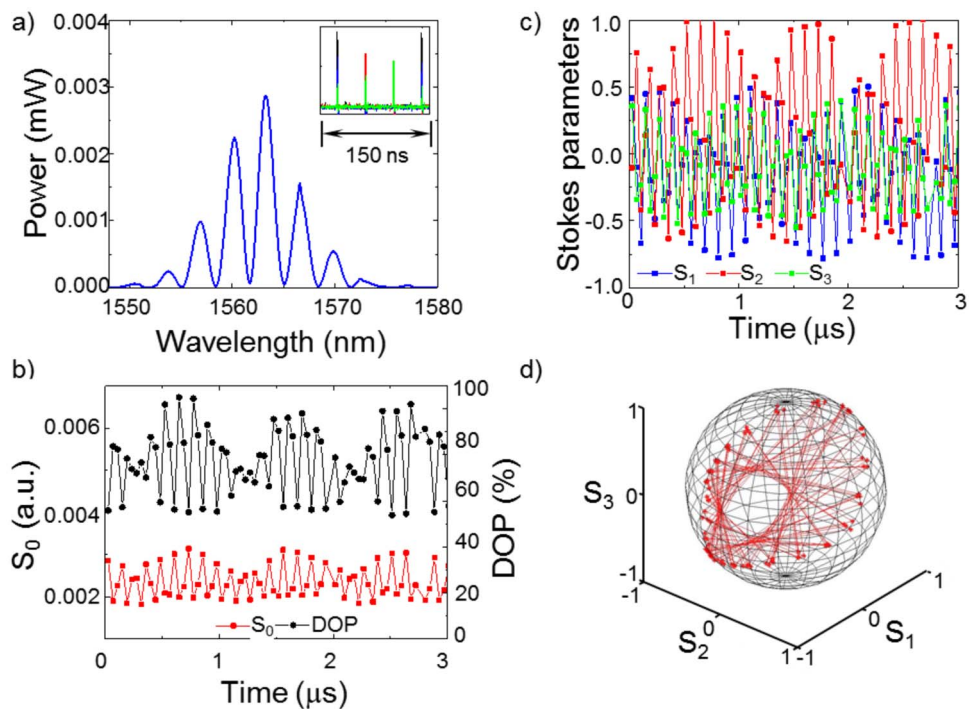 a)
0.004
0.003
0.002
0.001
0.000
Power (mW)
150 ns
1550 1560 1570 1580
Wavelength (nm)
c)
1.0
0.5
0.0
-0.5
-1.0
Stokes parameters
S1 S2 S3
0 1 2 3
Time (μs)
b)
0.006
0.004
0.002
S0 (a.u.)
100
80
60
40
20
0
DOP (%)
S0 DOP
0 1 2 3
Time (μs)
d)
1
0
-1
S3
-1
0
1
S2
-1
0
1
S1